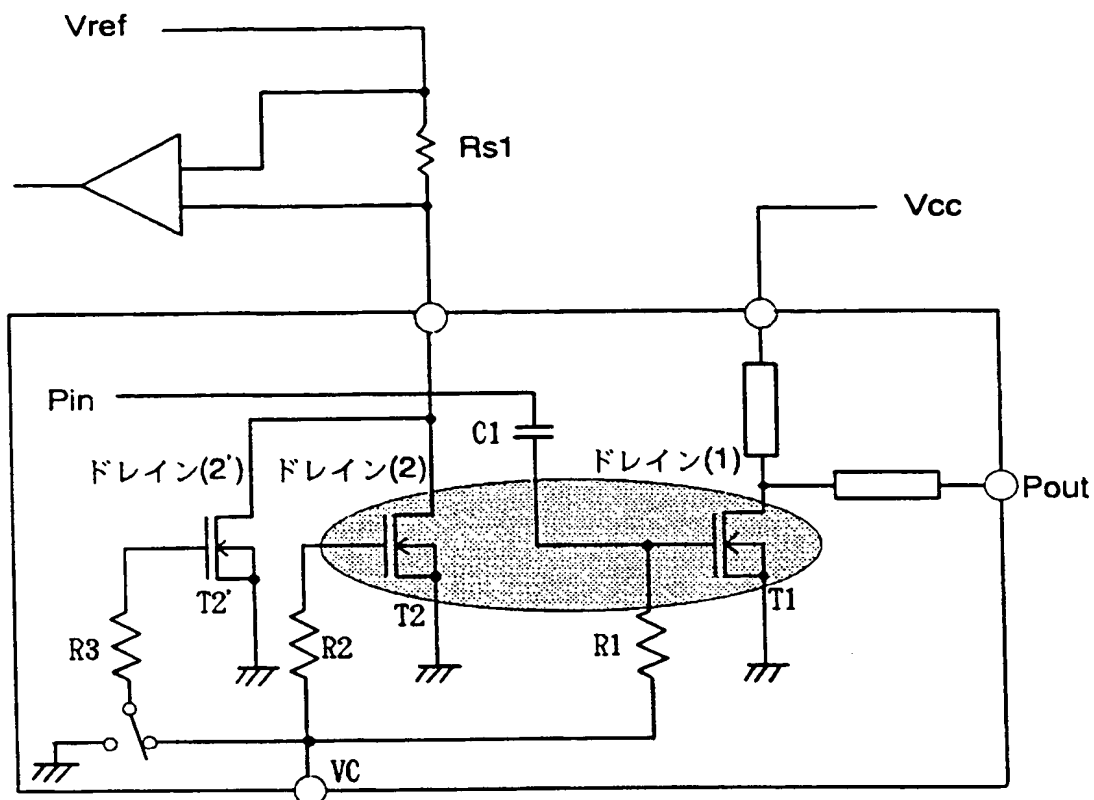 Vref
Rs1
Vcc
Pin
C1
ドレイン(2')
ドレイン(2)
ドレイン(1)
Pout
T2'
T2
T1
R3
R2
R1
VC